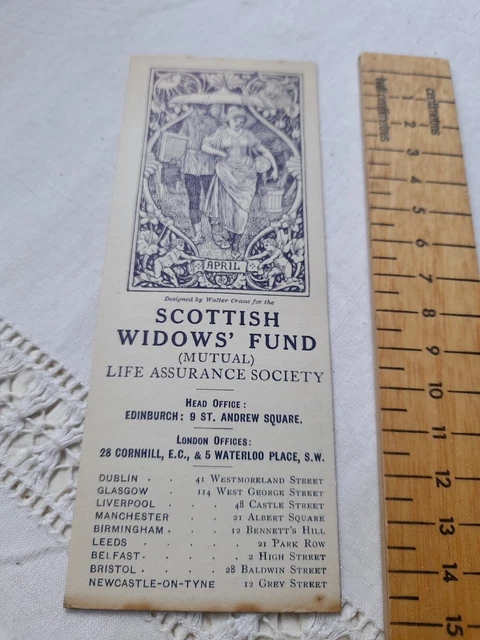 APRIL
Designed by Walter Crane for the
SCOTTISH
WIDOWS' FUND
(MUTUAL)
LIFE ASSURANCE SOCIETY
HEAD OFFICE:
EDINBURGH: 9 ST. ANDREW SQUARE.
LONDON OFFICES:
28 CORNHILL, E.C., & 5 WATERLOO PLACE, S.W.
DUBLIN . . 41 WESTMORELAND STREET
GLASGOW . 114 WEST GEORGE STREET
LIVERPOOL . . . 48 CASTLE STREET
MANCHESTER . . 21 ALBERT SQUARE
BIRMINGHAM . . . 12 BENNETT'S HILL
LEEDS . . . . . 21 PARK ROW
BELFAST . . . . . 2 HIGH STREET
BRISTOL . . . 28 BALDWIN STREET
NEWCASTLE-ON-TYNE 12 GREY STREET
centimetres
half centimetres
2
3
4
5
6
7
8
9
10
11
12
13
14
15